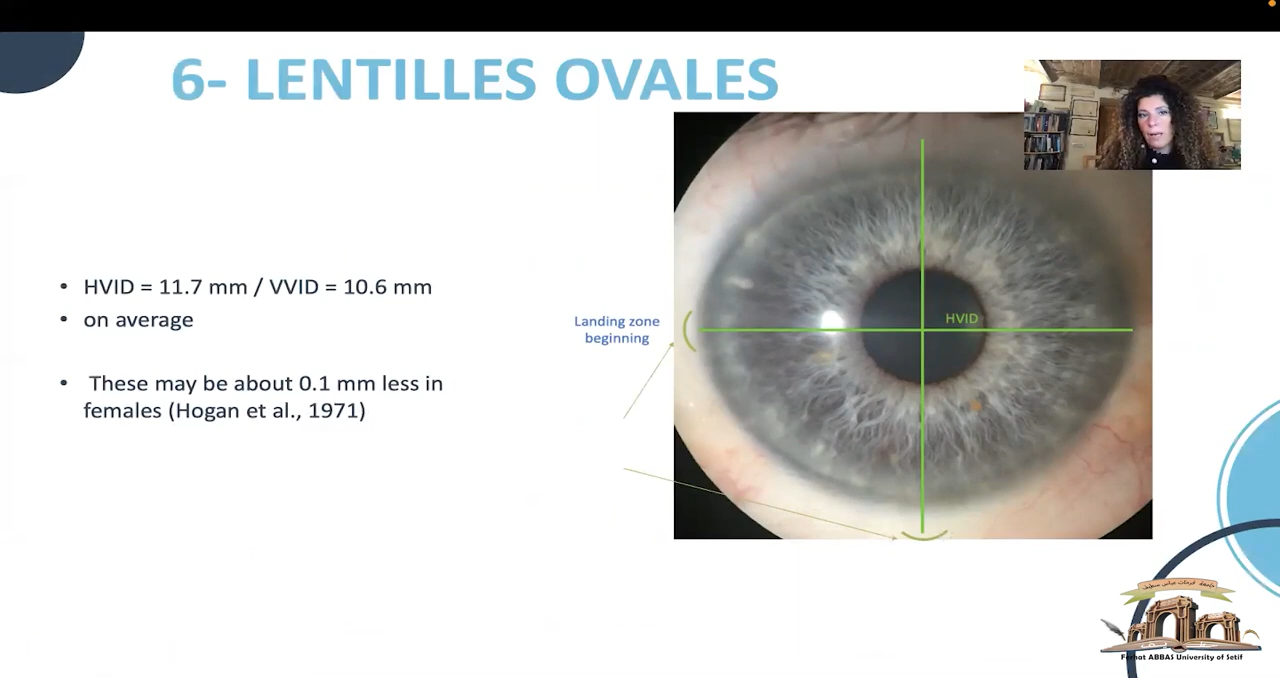 6- LENTILLES OVALES
• HVID = 11.7 mm / VVID = 10.6 mm
• on average
• These may be about 0.1 mm less in
females (Hogan et al., 1971)
Landing zone
beginning
HVID
Ferhat ABBAS University of Setif